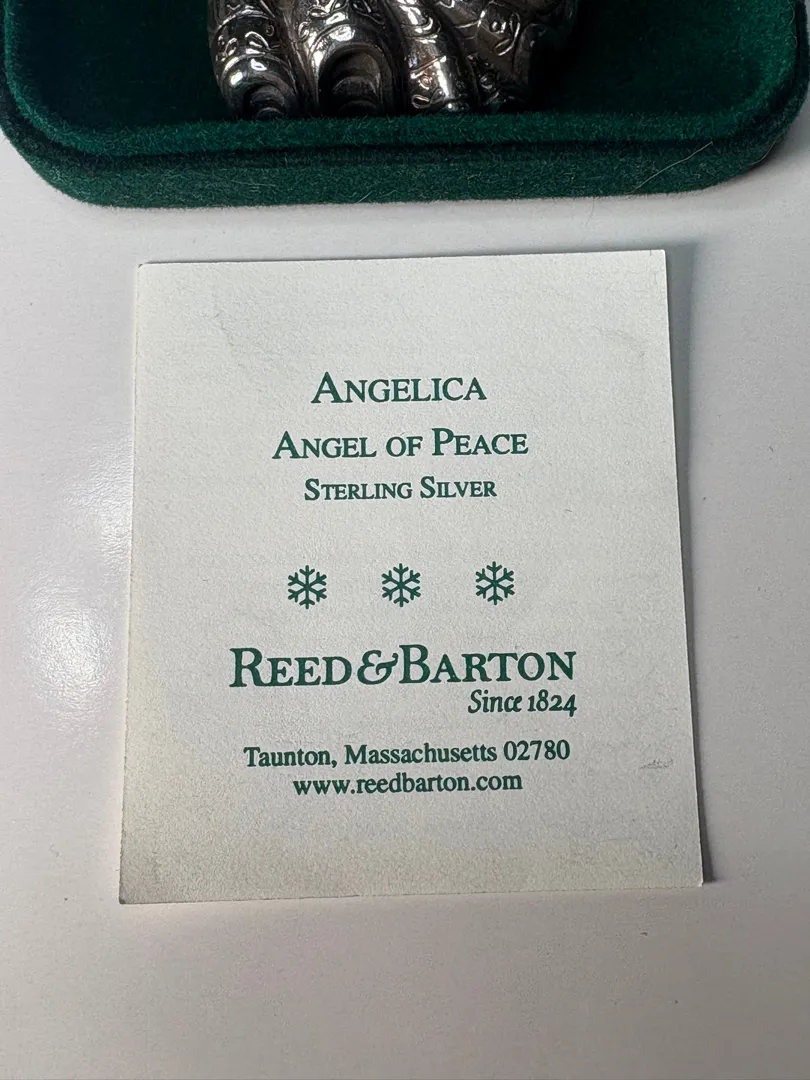 Angelica
Angel of Peace
Sterling Silver
Reed&Barton
Since 1824
Taunton, Massachusetts 02780
www.reedbarton.com